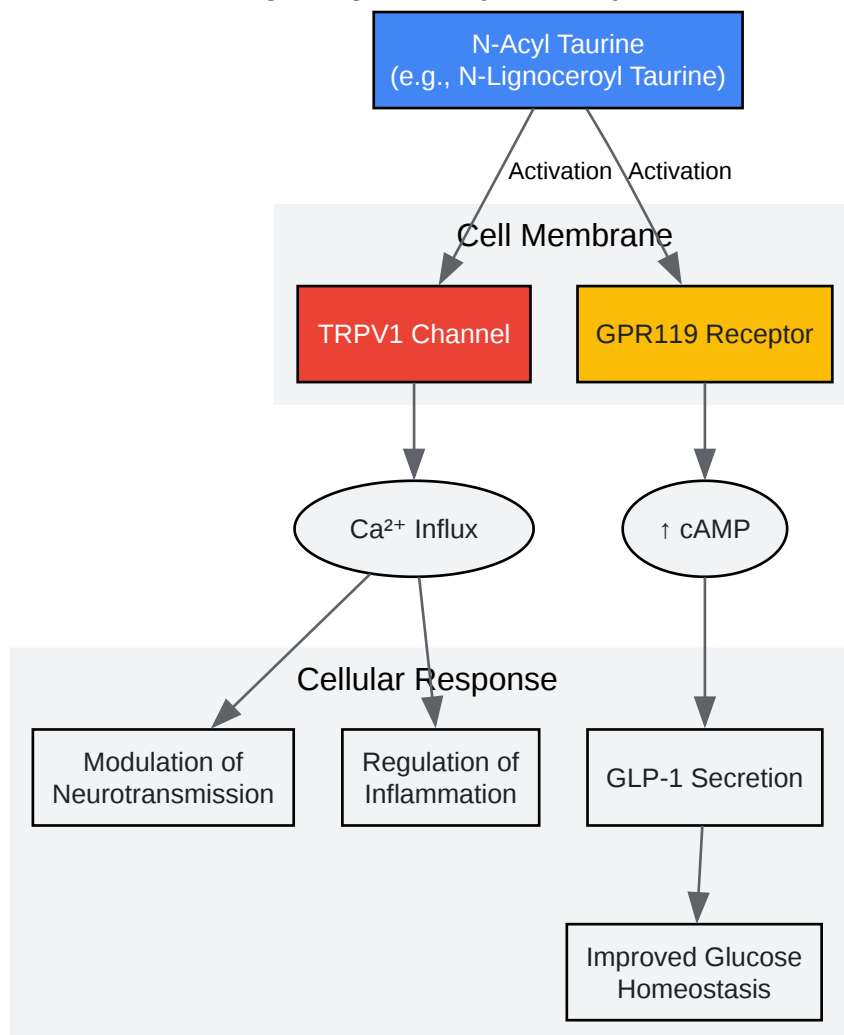 N-Acyl Taurine
(e.g., N-Lignoceroyl Taurine)
Activation
Activation
Cell Membrane
TRPV1 Channel
GPR119 Receptor
Ca²⁺ Influx
↑ cAMP
Cellular Response
Modulation of
Neurotransmission
Regulation of
Inflammation
GLP-1 Secretion
Improved Glucose
Homeostasis